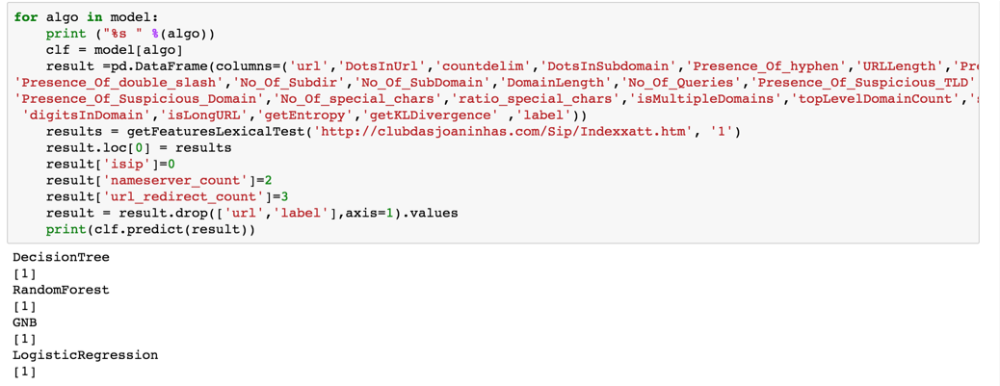 for algo in model:
print ("%s " %(algo))
clf = model[algo]
result =pd.DataFrame(columns=('url','DotsInUrl','countdelim','DotsInSubdomain','Presence_Of_hyphen','URLLength',
'Presence_Of_double_slash','No_Of_Subdir','No_Of_SubDomain','DomainLength','No_Of_Queries','Presence_Of_Suspicious_TLD'
'Presence_Of_Suspicious_Domain','No_Of_special_chars','ratio_special_chars','isMultipleDomains','topLevelDomainCount',
'digitsInDomain','isLongURL','getEntropy','getKLDivergence' ,'label'))
results = getFeaturesLexicalTest('http://clubdasjoaninhas.com/Sip/Indexxatt.htm', '1')
result.loc[0] = results
result['isip']=0
result['nameserver_count']=2
result['url_redirect_count']=3
result = result.drop(['url','label'],axis=1).values
print(clf.predict(result))
DecisionTree
[1]
RandomForest
[1]
GNB
[1]
LogisticRegression
[1]